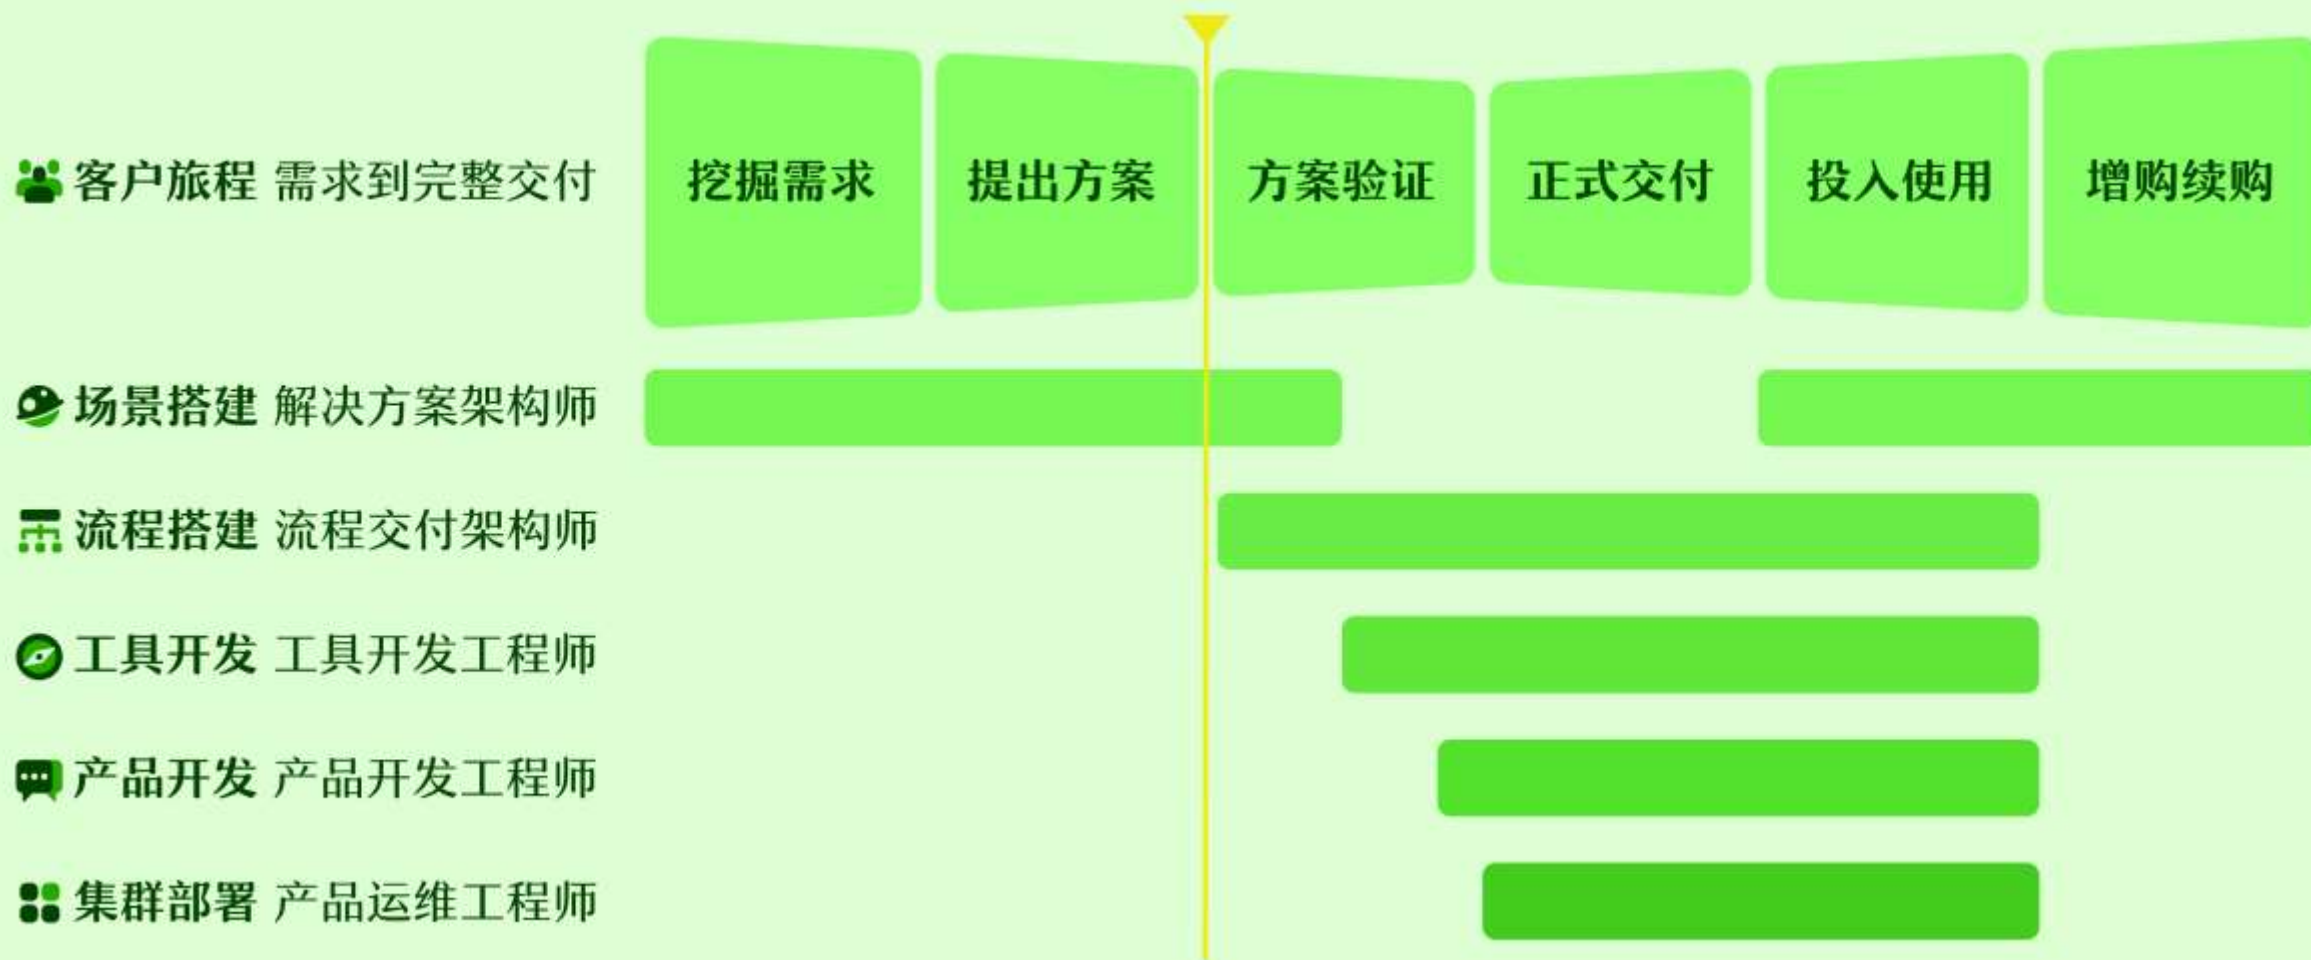 客户旅程 需求到完整交付 挖掘需求 提出方案 方案验证 正式交付 投入使用 增购续购
场景搭建 解决方案架构师
流程搭建 流程交付架构师
工具开发 工具开发工程师
产品开发 产品开发工程师
集群部署 产品运维工程师